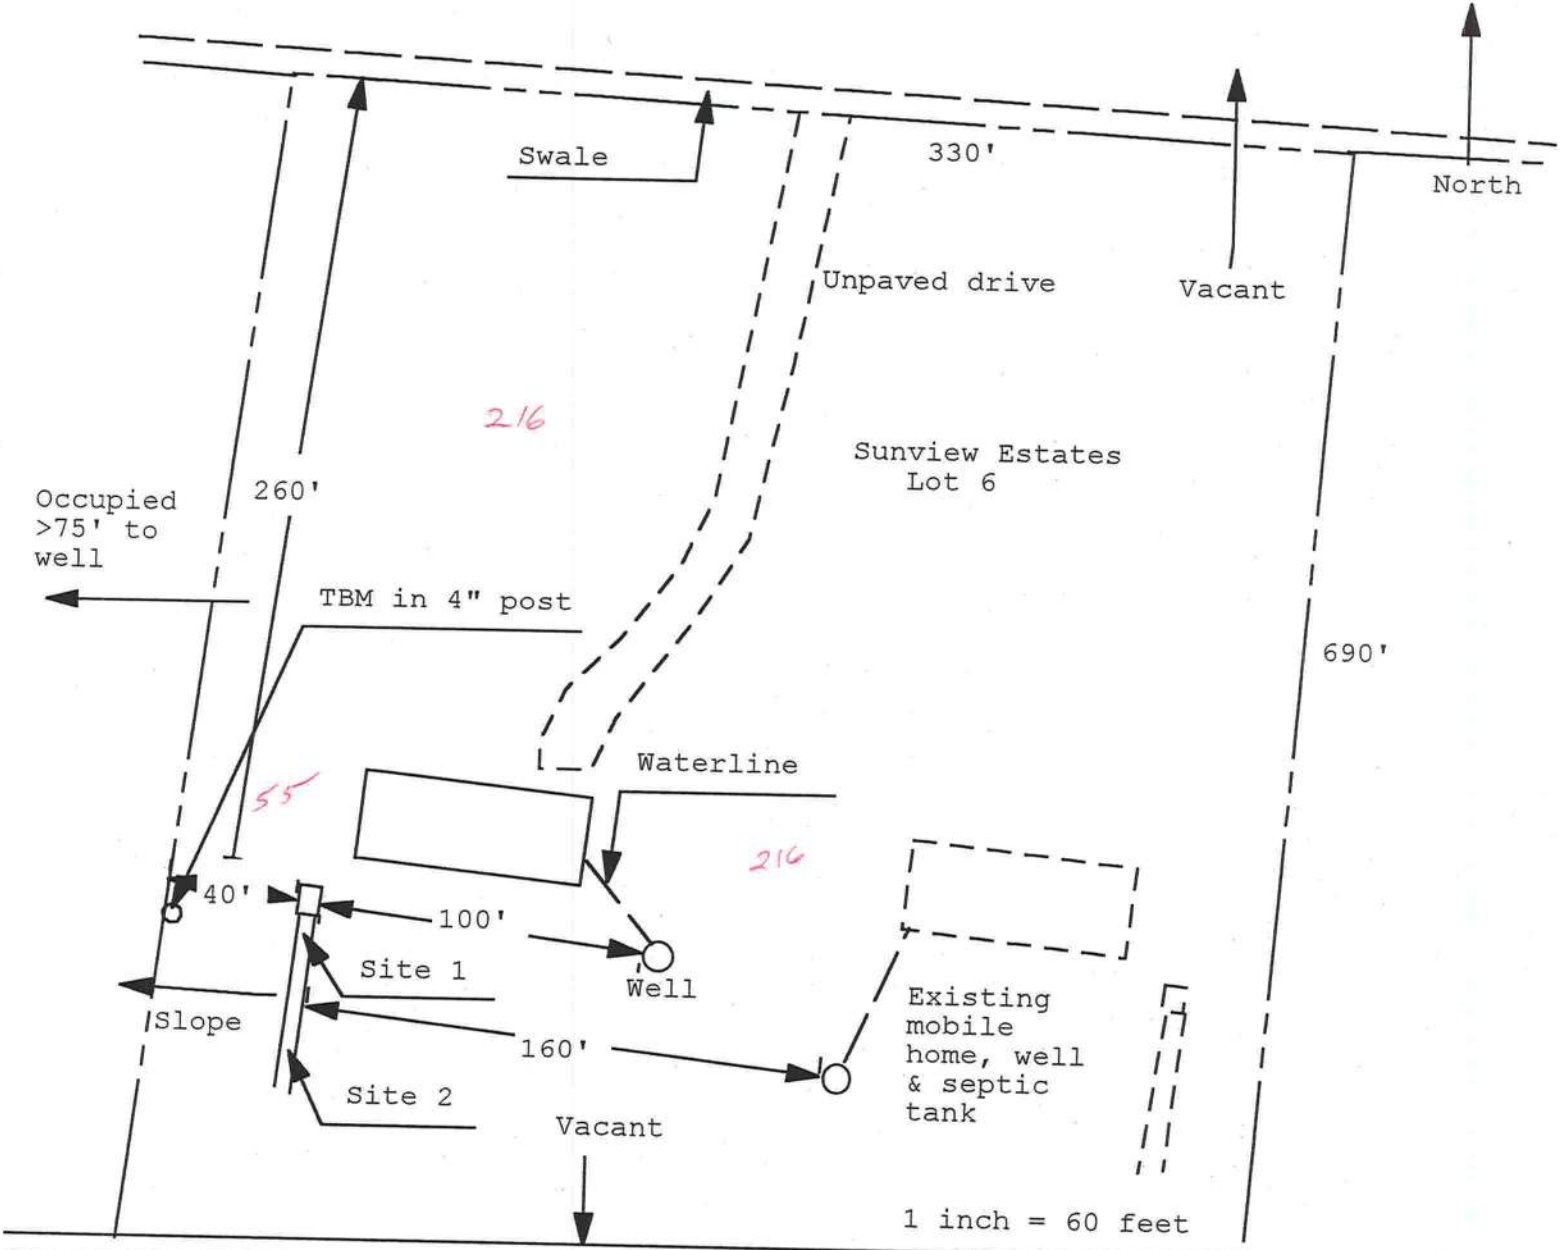 Swale
330'
North
Unpaved drive
Vacant
216
Sunview Estates
Lot 6
260'
Occupied
>75' to
well
TBM in 4" post
690'
Waterline
55
216
40'
100'
Site 1
Well
Slope
160'
Existing
mobile
home, well
& septic
tank
Site 2
Vacant
1 inch = 60 feet